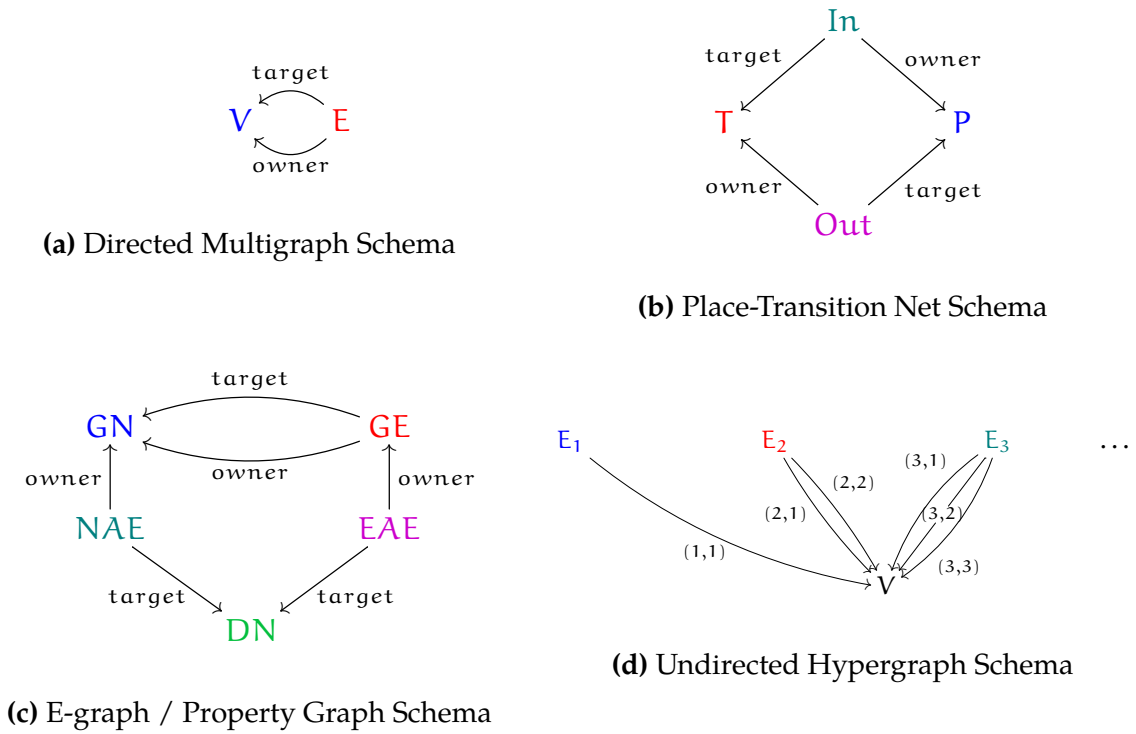 target
V E
owner
(a) Directed Multigraph Schema
In
target owner
T P
owner target
Out
(b) Place-Transition Net Schema
target
GN GE
owner owner owner
NAE EAE
target target
DN
(c) E-graph / Property Graph Schema
E₁ E₂ E₃ ...
(3,1)
(2,2)
(2,1) (3,2)
(1,1) (3,3)
V
(d) Undirected Hypergraph Schema